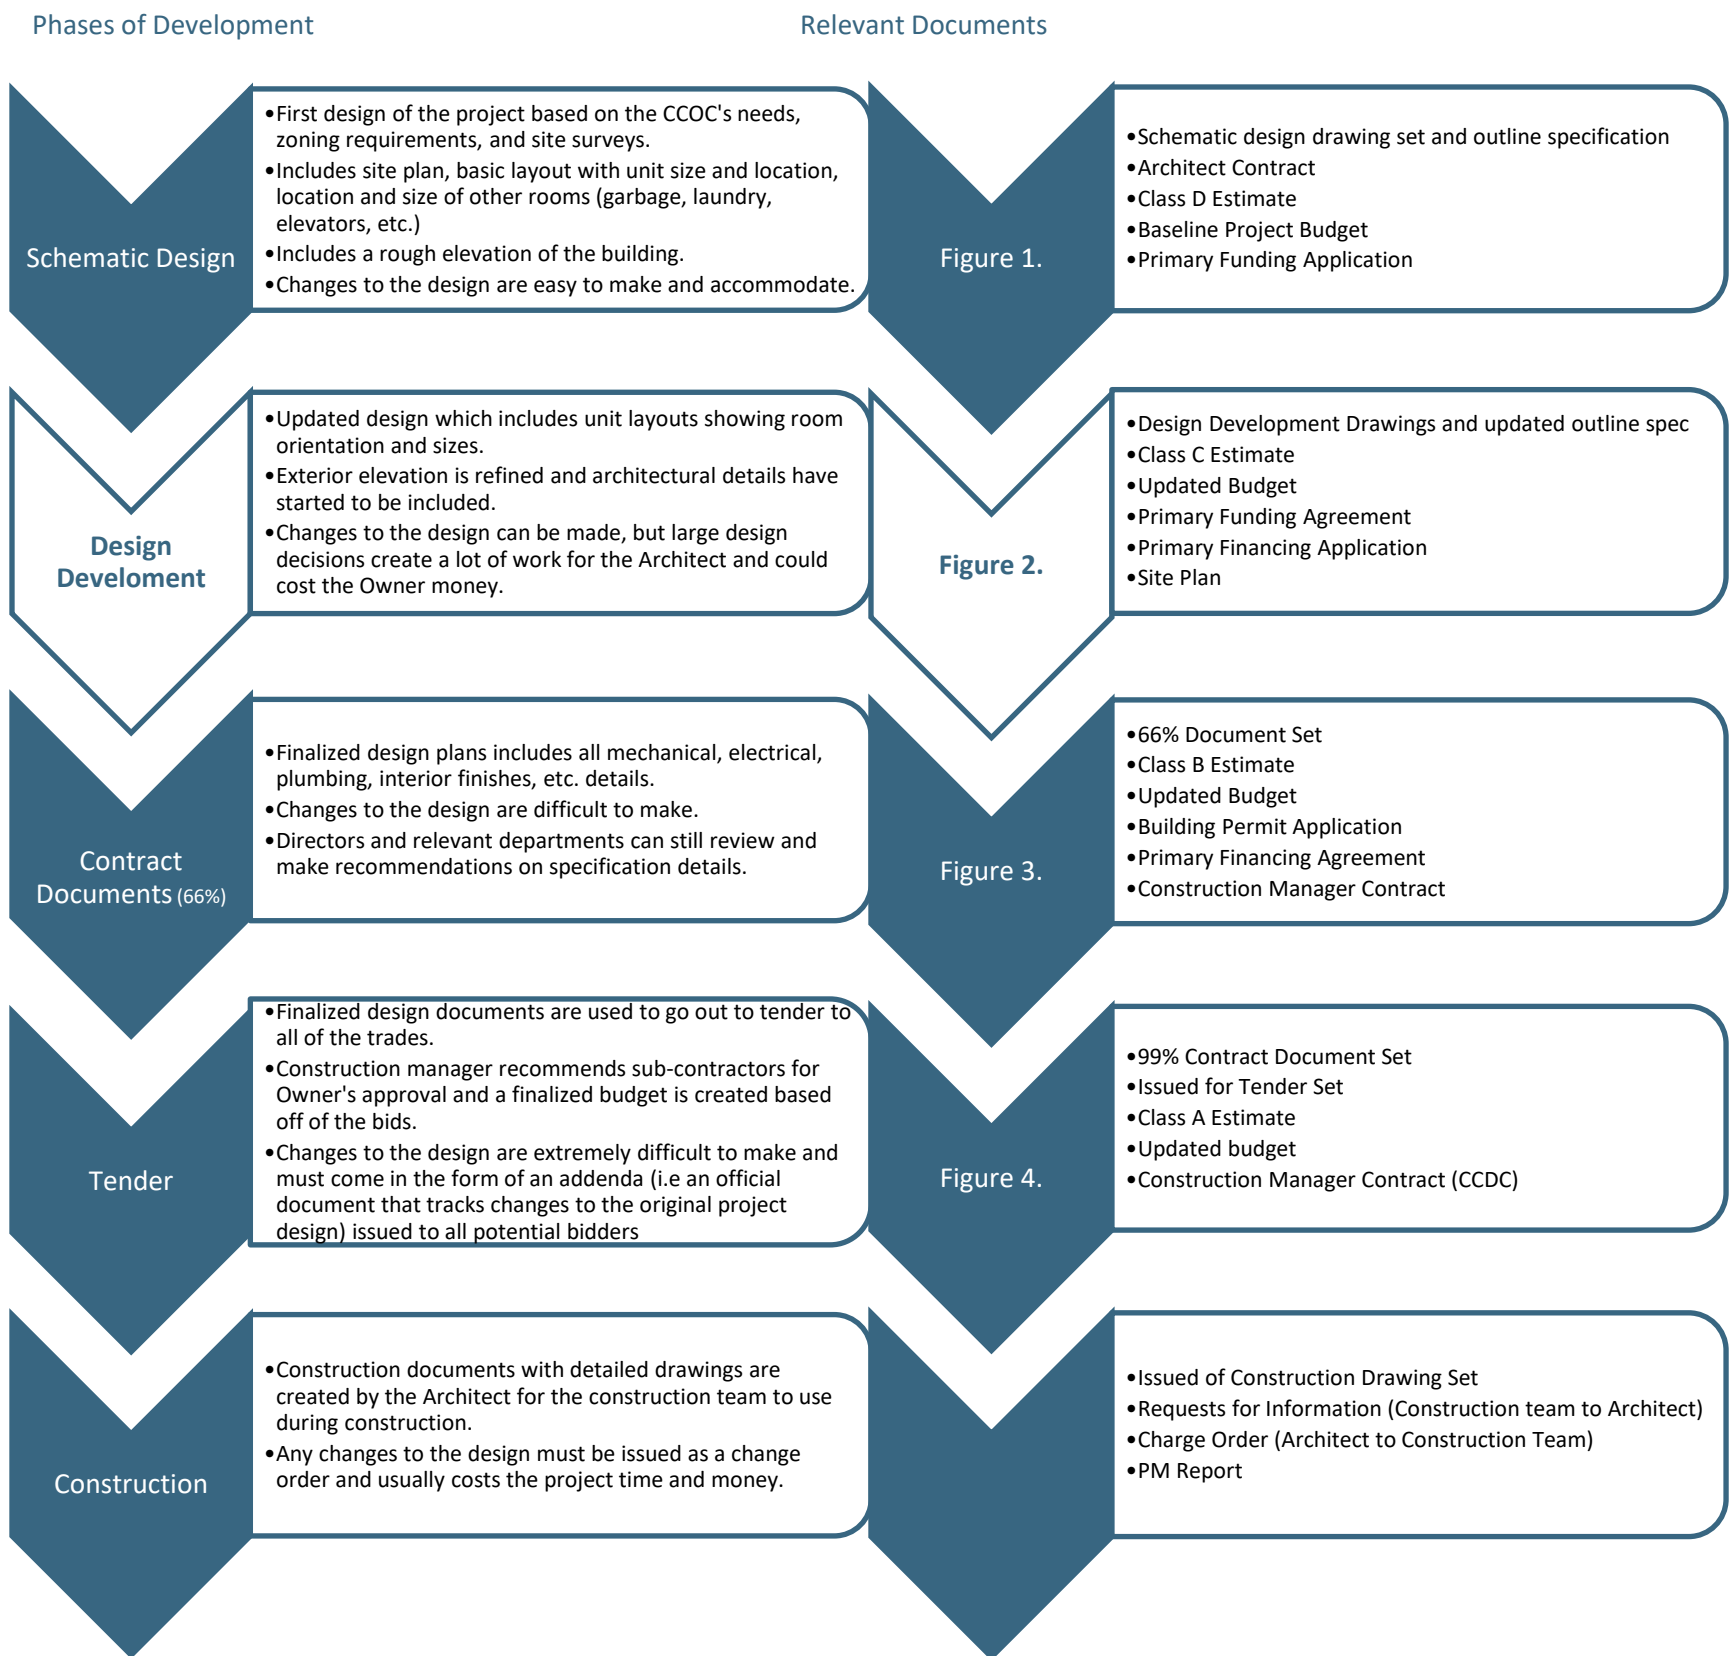 Phases of Development
Relevant Documents
Schematic Design
•First design of the project based on the CCOC's needs,
zoning requirements, and site surveys.
•Includes site plan, basic layout with unit size and location,
location and size of other rooms (garbage, laundry,
elevators, etc.)
•Includes a rough elevation of the building.
•Changes to the design are easy to make and accommodate.
Figure 1.
•Schematic design drawing set and outline specification
•Architect Contract
•Class D Estimate
•Baseline Project Budget
•Primary Funding Application
Design
Develoment
•Updated design which includes unit layouts showing room
orientation and sizes.
•Exterior elevation is refined and architectural details have
started to be included.
•Changes to the design can be made, but large design
decisions create a lot of work for the Architect and could
cost the Owner money.
Figure 2.
•Design Development Drawings and updated outline spec
•Class C Estimate
•Updated Budget
•Primary Funding Agreement
•Primary Financing Application
•Site Plan
Contract
Documents (66%)
•Finalized design plans includes all mechanical, electrical,
plumbing, interior finishes, etc. details.
•Changes to the design are difficult to make.
•Directors and relevant departments can still review and
make recommendations on specification details.
Figure 3.
•66% Document Set
•Class B Estimate
•Updated Budget
•Building Permit Application
•Primary Financing Agreement
•Construction Manager Contract
Tender
•Finalized design documents are used to go out to tender to
all of the trades.
•Construction manager recommends sub-contractors for
Owner's approval and a finalized budget is created based
off of the bids.
•Changes to the design are extremely difficult to make and
must come in the form of an addenda (i.e an official
document that tracks changes to the original project
design) issued to all potential bidders
Figure 4.
•99% Contract Document Set
•Issued for Tender Set
•Class A Estimate
•Updated budget
•Construction Manager Contract (CCDC)
Construction
•Construction documents with detailed drawings are
created by the Architect for the construction team to use
during construction.
•Any changes to the design must be issued as a change
order and usually costs the project time and money.
•Issued of Construction Drawing Set
•Requests for Information (Construction team to Architect)
•Charge Order (Architect to Construction Team)
•PM Report